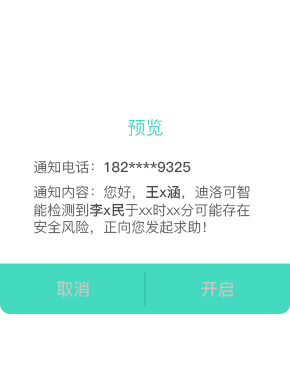 预览
通知电话：182****9325
通知内容：您好，王x涵，迪洛可智
能检测到李x民于xx时xx分可能存在
安全风险，正向您发起求助！
取消
开启